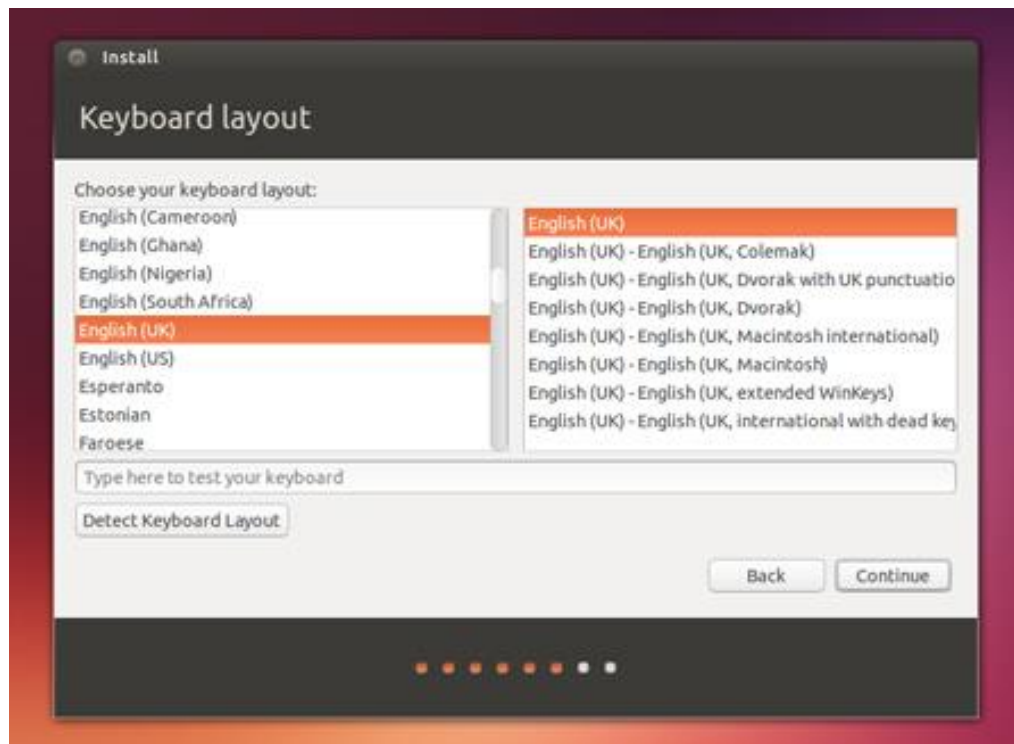 Install
Keyboard layout
Choose your keyboard layout:
English (Cameroon)
English (Ghana)
English (Nigeria)
English (South Africa)
English (UK)
English (US)
Esperanto
Estonian
Faroese
English (UK)
English (UK) - English (UK, Colemak)
English (UK) - English (UK, Dvorak with UK punctuatio
English (UK) - English (UK, Dvorak)
English (UK) - English (UK, Macintosh international)
English (UK) - English (UK, Macintosh)
English (UK) - English (UK, extended WinKeys)
English (UK) - English (UK, international with dead key
Type here to test your keyboard
Detect Keyboard Layout
Back
Continue